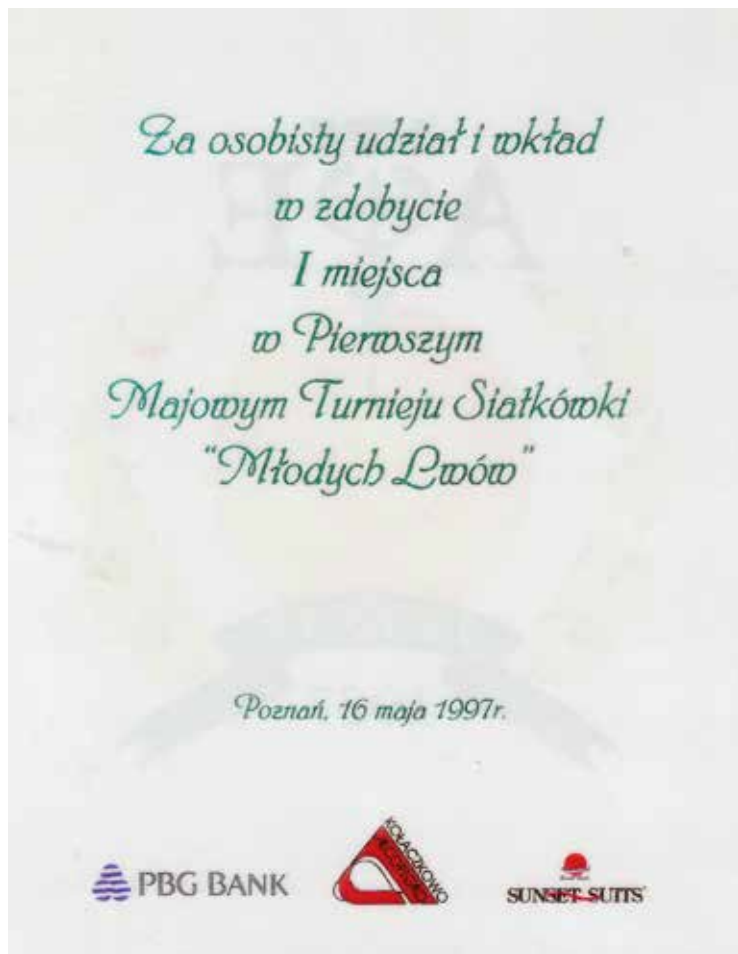 Za osobisty udział i wkład
w zdobycie
I miejsca
w Pierwszym
Majowym Turnieju Siatkówki
"Młodych Lwów"
Poznań, 16 maja 1997r.
PBG BANK
KOŁACZKOWO
SUNSET SUITS